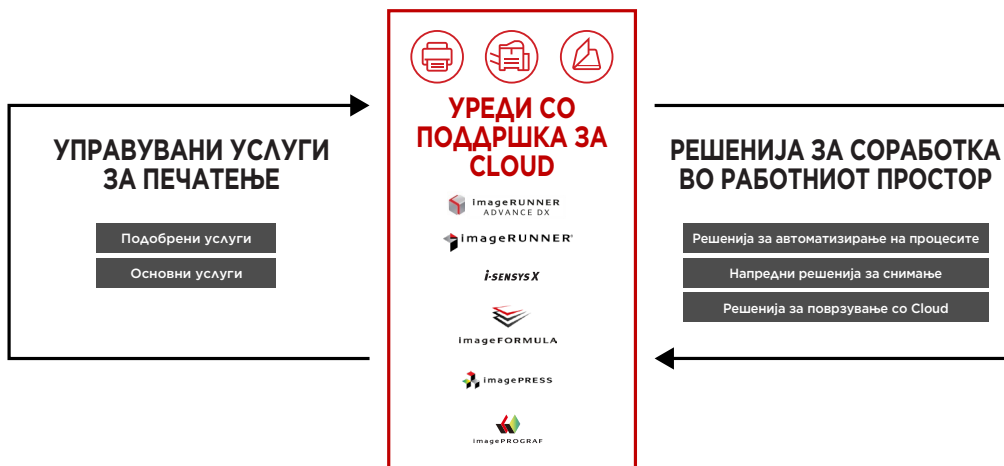 УПРАВУВАНИ УСЛУГИ
ЗА ПЕЧАТЕЊЕ
Подобрени услуги
Основни услуги
УРЕДИ СО
ПОДДРШКА ЗА
CLOUD
imageRUNNER
ADVANCE DX
imageRUNNER®
i-SENSYS X
imageFORMULA
imagePRESS
imagePROGRAF
РЕШЕНИЈА ЗА СОРАБОТКА
ВО РАБОТНИОТ ПРОСТОР
Решенија за автоматизирање на процесите
Напредни решенија за снимање
Решенија за поврзување со Cloud